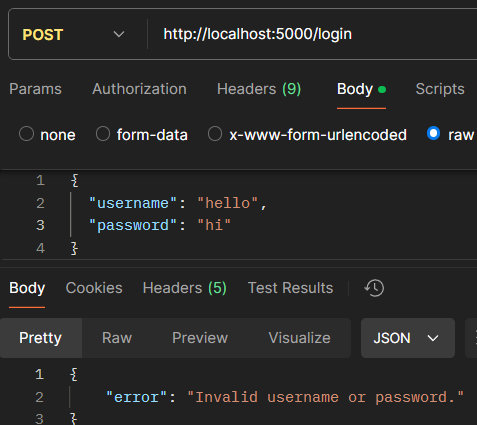 POST http://localhost:5000/login
Params Authorization Headers (9) Body Scripts
none form-data x-www-form-urlencoded raw
1 {
2 "username": "hello",
3 "password": "hi"
4 }
Body Cookies Headers (5) Test Results
Pretty Raw Preview Visualize JSON
1 {
2 "error": "Invalid username or password."
3 }